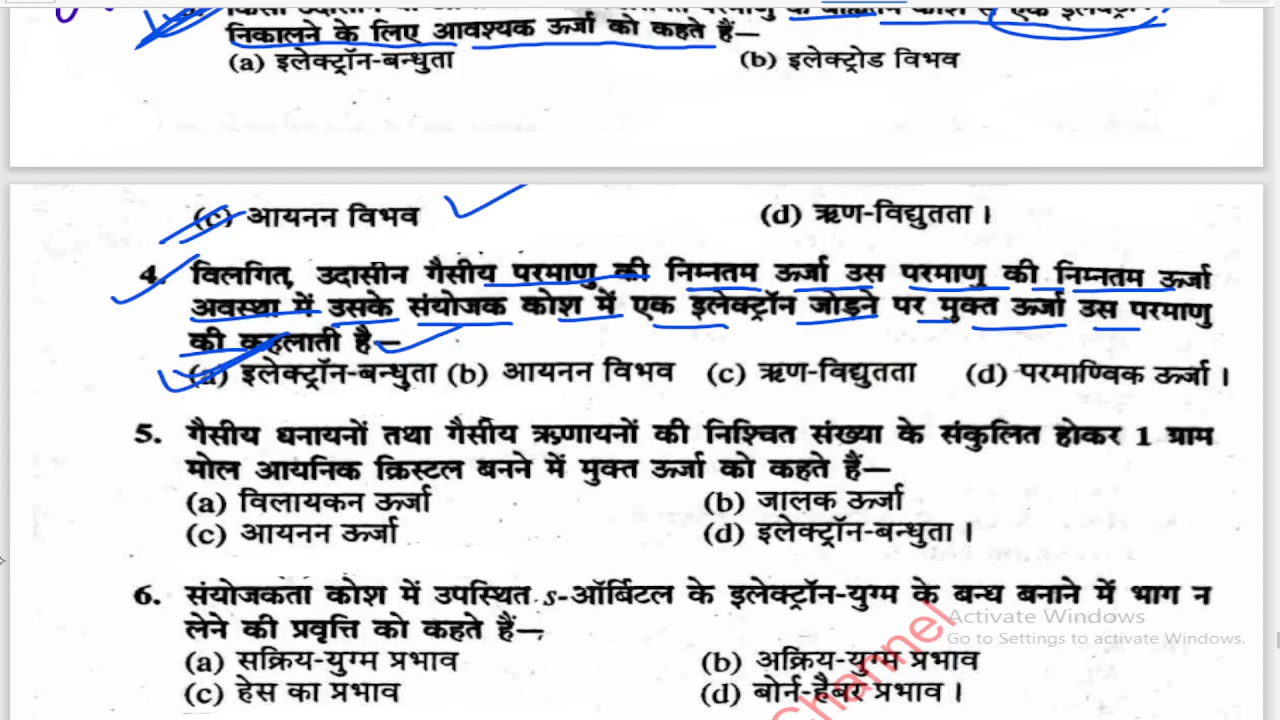 निकालने के लिए आवश्यक ऊर्जा को कहते हैं—
(a) इलेक्ट्रॉन-बन्धुता (b) इलेक्ट्रोड विभव
(c) आयनन विभव (d) ऋण-विद्युतता।
4. विलगित, उदासीन गैसीय परमाणु की निम्नतम ऊर्जा उस परमाणु की निम्नतम ऊर्जा
अवस्था में उसके संयोजक कोश में एक इलेक्ट्रॉन जोड़ने पर मुक्त ऊर्जा उस परमाणु
की कहलाती है—
(a) इलेक्ट्रॉन-बन्धुता (b) आयनन विभव (c) ऋण-विद्युतता (d) परमाण्विक ऊर्जा।
5. गैसीय धनायनों तथा गैसीय ऋणायनों की निश्चित संख्या के संकुलित होकर 1 ग्राम
मोल आयनिक क्रिस्टल बनने में मुक्त ऊर्जा को कहते हैं—
(a) विलायकन ऊर्जा (b) जालक ऊर्जा
(c) आयनन ऊर्जा (d) इलेक्ट्रॉन-बन्धुता।
6. संयोजकता कोश में उपस्थित s-ऑर्बिटल के इलेक्ट्रॉन-युग्म के बन्ध बनाने में भाग न
लेने की प्रवृत्ति को कहते हैं—
(a) सक्रिय-युग्म प्रभाव (b) अक्रिय-युग्म प्रभाव
(c) हेस का प्रभाव (d) बोर्न-हैबर प्रभाव।
Channel
Activate Windows
Go to Settings to activate Windows.